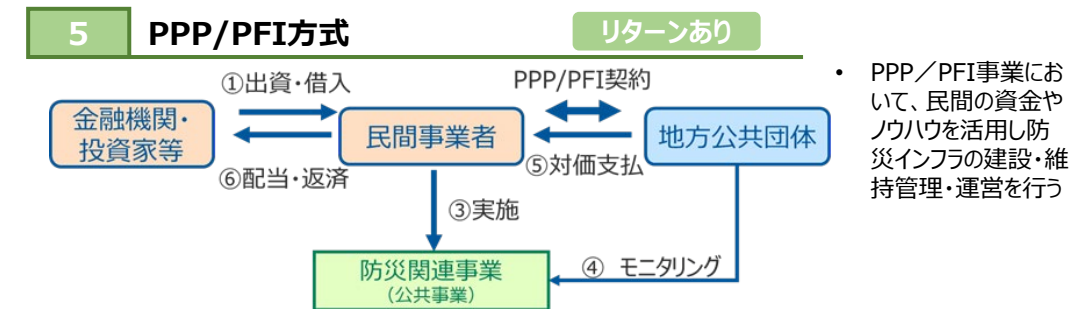 5 PPP/PFI方式 リターンあり
①出資・借入
PPP/PFI契約
金融機関・
投資家等
民間事業者
地方公共団体
⑥配当・返済
⑤対価支払
③実施
防災関連事業
（公共事業）
④ モニタリング
• PPP／PFI事業にお
いて、民間の資金や
ノウハウを活用し防
災インフラの建設・維
持管理・運営を行う